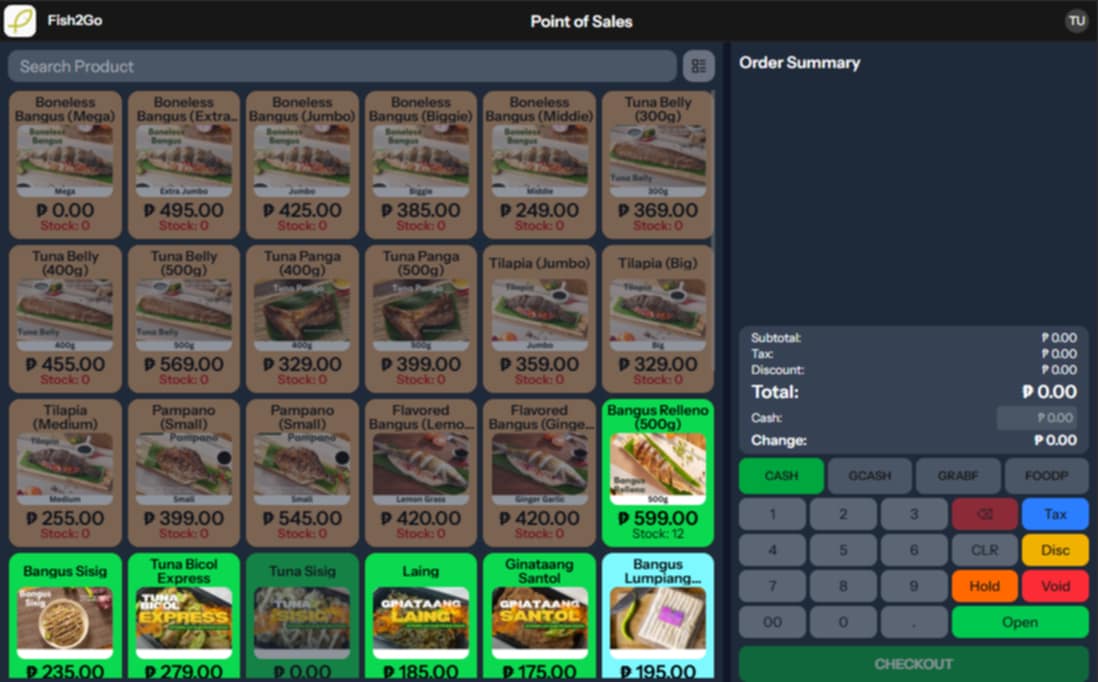 Fish2Go
Point of Sales
TU
Search Product
Order Summary
Boneless
Bangus (Mega)
Boneless
Bangus
Mega
₱ 0.00
Stock: 0
Boneless
Bangus (Extra...
Boneless
Bangus
Extra Jumbo
₱ 495.00
Stock: 0
Boneless
Bangus (Jumbo)
Boneless
Bangus
Jumbo
₱ 425.00
Stock: 0
Boneless
Bangus (Biggie)
Boneless
Bangus
Biggie
₱ 385.00
Stock: 0
Boneless
Bangus (Middie)
Boneless
Bangus
Middie
₱ 249.00
Stock: 0
Tuna Belly
(300g)
Tuna Belly
300g
₱ 369.00
Stock: 0
Tuna Belly
(400g)
Tuna Belly
400g
₱ 455.00
Stock: 0
Tuna Belly
(500g)
Tuna Belly
500g
₱ 569.00
Stock: 0
Tuna Panga
(400g)
Tuna Panga
400g
₱ 329.00
Stock: 0
Tuna Panga
(500g)
Tuna Panga
500g
₱ 399.00
Stock: 0
Tilapia (Jumbo)
Tilapia
Jumbo
₱ 359.00
Stock: 0
Tilapia (Big)
Tilapia
Big
₱ 329.00
Stock: 0
Tilapia
(Medium)
Tilapia
Medium
₱ 255.00
Stock: 0
Pampano
(Small)
Pampano
Small
₱ 399.00
Stock: 0
Pampano
(Small)
Pampano
Small
₱ 545.00
Stock: 0
Flavored
Bangus (Lemo...
Lemon Grass
₱ 420.00
Stock: 0
Flavored
Bangus (Ginge...
Ginger Garlic
₱ 420.00
Stock: 0
Bangus Relleno
(500g)
Bangus
Relleno
500g
₱ 599.00
Stock: 12
Bangus Sisig
Bangus
Sisig
₱ 235.00
Tuna Bicol
Express
TUNA
BICOL
EXPRESS
₱ 279.00
Tuna Sisig
TUNA
SISIG
₱ 0.00
Laing
GINATAANG
LAING
₱ 185.00
Ginataang
Santol
GINATAANG
SANTOL
₱ 175.00
Bangus
Lumpiang...
₱ 195.00
Subtotal: ₱ 0.00
Tax: ₱ 0.00
Discount: ₱ 0.00
Total: ₱ 0.00
Cash: ₱ 0.00
Change: ₱ 0.00
CASH GCASH GRABF FOODP
1 2 3 ⌫ Tax
4 5 6 CLR Disc
7 8 9 Hold Void
00 0 . Open
CHECKOUT